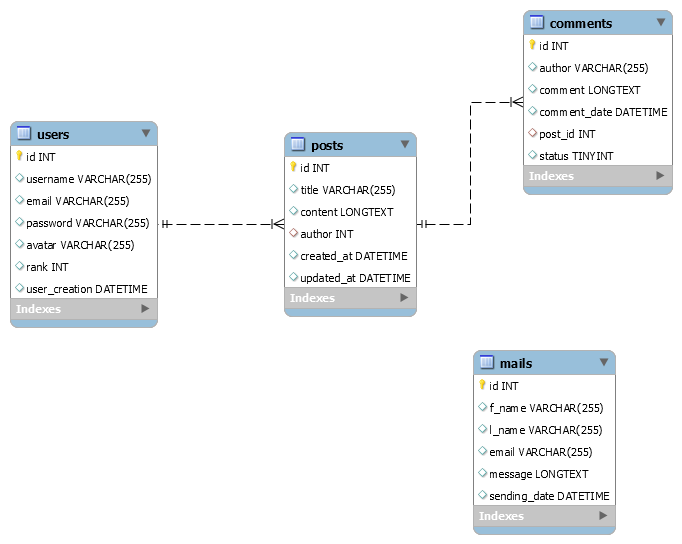 comments
id INT
author VARCHAR(255)
comment LONGTEXT
comment_date DATETIME
post_id INT
status TINYINT
Indexes
users
id INT
username VARCHAR(255)
email VARCHAR(255)
password VARCHAR(255)
avatar VARCHAR(255)
rank INT
user_creation DATETIME
Indexes
posts
id INT
title VARCHAR(255)
content LONGTEXT
author INT
created_at DATETIME
updated_at DATETIME
Indexes
mails
id INT
f_name VARCHAR(255)
l_name VARCHAR(255)
email VARCHAR(255)
message LONGTEXT
sending_date DATETIME
Indexes